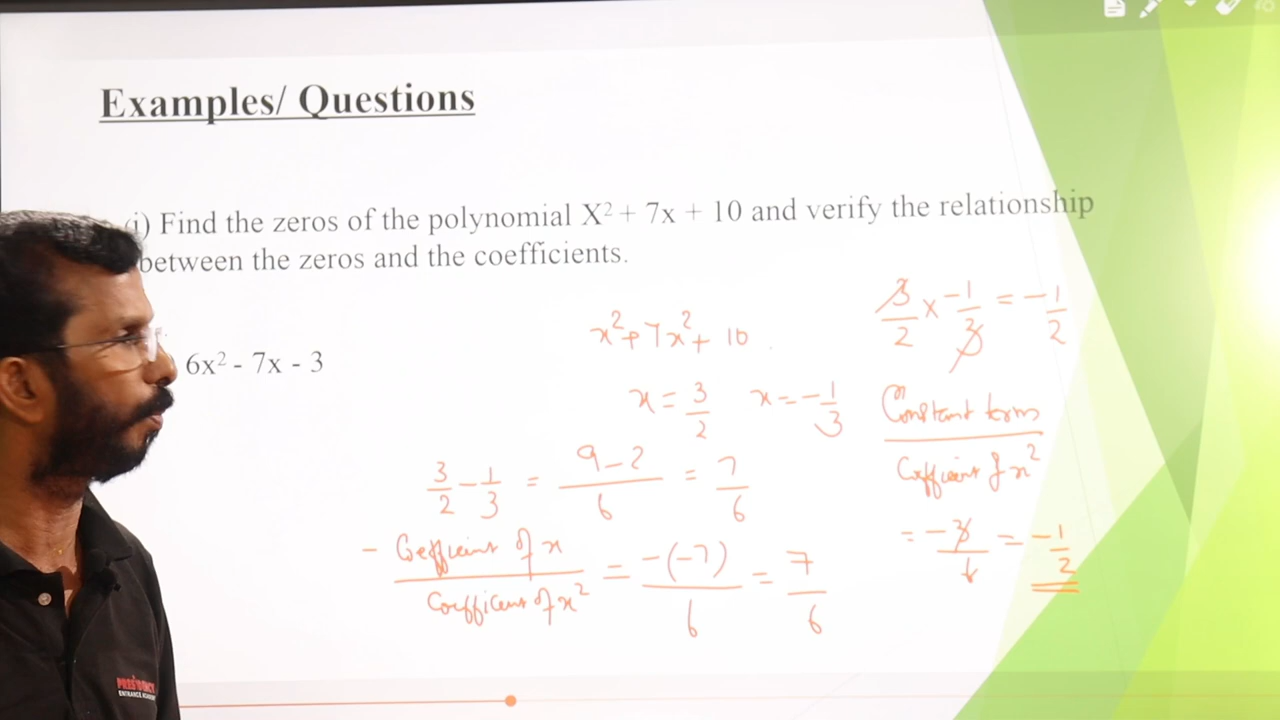 Examples/ Questions
(i) Find the zeros of the polynomial X² + 7x + 10 and verify the relationship
between the zeros and the coefficients.
6x² - 7x - 3
x² + 7x² + 10
x = 3/2 x = -1/3
3/2 - 1/3 = 9-2/6 = 7/6
- Coefficient of x / Coefficient of x² = -(-7)/6 = 7/6
3/2 x -1/3 = -1/2
Constant term / Coefficient of x²
= -3/6 = -1/2
PRESIDENCY
ENTRANCE ACADEMY